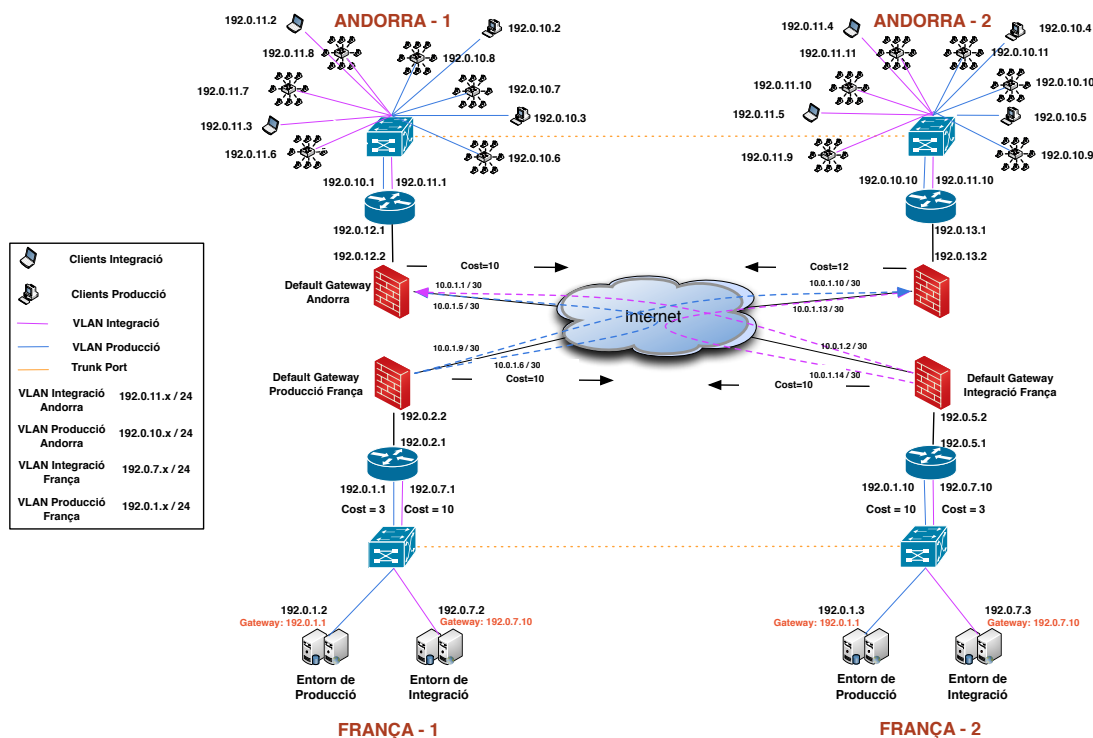 ANDORRA - 1
192.0.11.2
192.0.10.2
192.0.11.8
192.0.10.8
192.0.11.7
192.0.10.7
192.0.11.3
192.0.10.3
192.0.11.6
192.0.10.6
192.0.10.1
192.0.11.1
192.0.12.1
192.0.12.2
Default Gateway
Andorra
Cost=10
10.0.1.1 / 30
10.0.1.5 / 30
ANDORRA - 2
192.0.11.4
192.0.10.4
192.0.11.11
192.0.10.11
192.0.11.10
192.0.10.10
192.0.11.5
192.0.10.5
192.0.11.9
192.0.10.9
192.0.10.10
192.0.11.10
192.0.13.1
192.0.13.2
Cost=12
10.0.1.10 / 30
10.0.1.13 / 30
Internet
Clients Integració
Clients Producció
VLAN Integració
VLAN Producció
Trunk Port
VLAN Integració
Andorra
192.0.11.x / 24
VLAN Producció
Andorra
192.0.10.x / 24
VLAN Integració
França
192.0.7.x / 24
VLAN Producció
França
192.0.1.x / 24
10.0.1.9 / 30
10.0.1.6 / 30
Cost=10
Default Gateway
Producció França
192.0.2.2
192.0.2.1
192.0.1.1
192.0.7.1
Cost = 3
Cost = 10
192.0.1.2
Gateway: 192.0.1.1
192.0.7.2
Gateway: 192.0.7.10
Entorn de
Producció
Entorn de
Integració
FRANÇA - 1
10.0.1.2 / 30
10.0.1.14 / 30
Cost=10
Default Gateway
Integració França
192.0.5.2
192.0.5.1
192.0.1.10
192.0.7.10
Cost = 10
Cost = 3
192.0.1.3
Gateway: 192.0.1.1
192.0.7.3
Gateway: 192.0.7.10
Entorn de
Producció
Entorn de
Integració
FRANÇA - 2